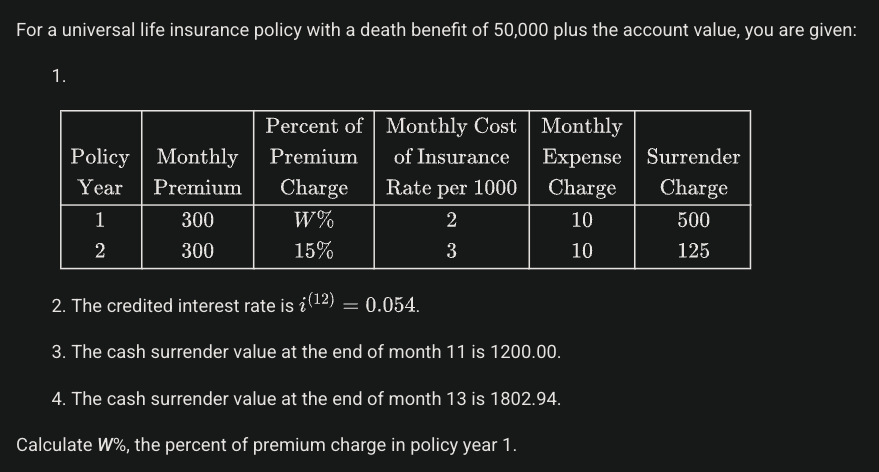 For a universal life insurance policy with a death benefit of 50,000 plus the account value, you are given:
1.
Percent of Monthly Cost Monthly
Policy Monthly Premium of Insurance Expense Surrender
Year Premium Charge Rate per 1000 Charge Charge
1 300 W% 2 10 500
2 300 15% 3 10 125
2. The credited interest rate is i^(12) = 0.054.
3. The cash surrender value at the end of month 11 is 1200.00.
4. The cash surrender value at the end of month 13 is 1802.94.
Calculate W%, the percent of premium charge in policy year 1.